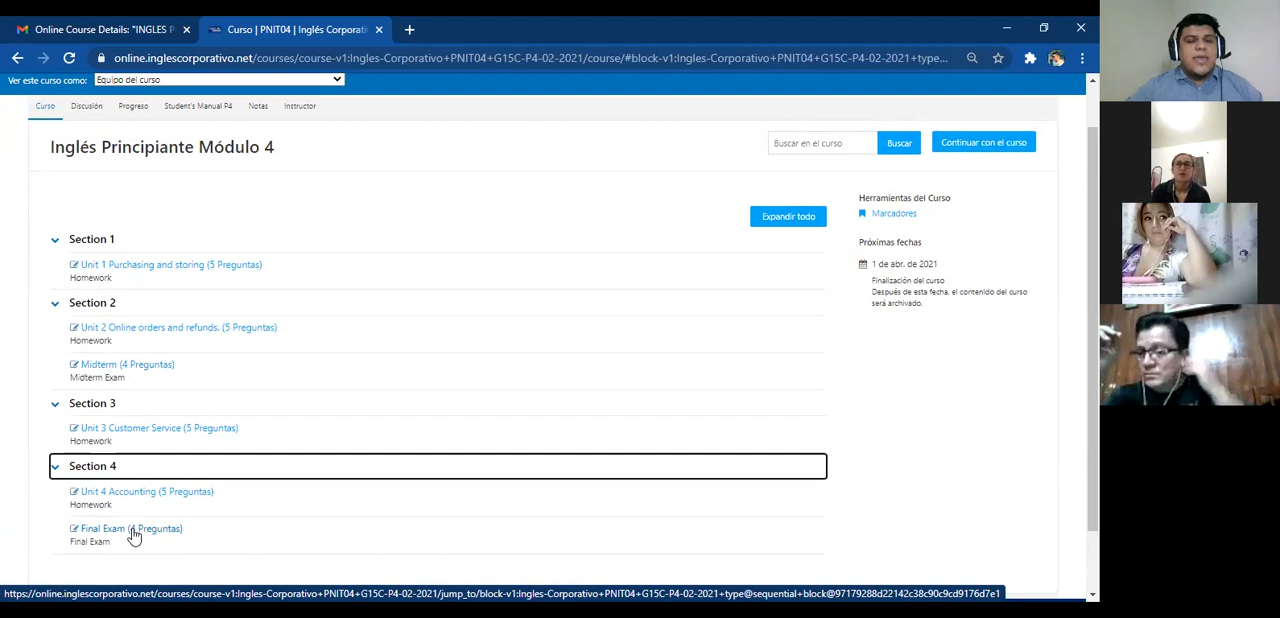 Online Course Details: "INGLES P
Curso | PNIT04 | Inglés Corporati
online.inglescorporativo.net/courses/course-v1:Ingles-Corporativo+PNIT04+G15C-P4-02-2021/course/#block-v1:Ingles-Corporativo+PNIT04+G15C-P4-02-2021+type...
Ver este curso como: Equipo del curso
Curso Discusión Progreso Student's Manual P4 Notas Instructor
Inglés Principiante Módulo 4
Buscar en el curso Buscar Continuar con el curso
Expandir todo
Herramientas del Curso
Marcadores
Próximas fechas
1 de abr. de 2021
Finalización del curso
Después de esta fecha, el contenido del curso
será archivado.
Section 1
Unit 1 Purchasing and storing (5 Preguntas)
Homework
Section 2
Unit 2 Online orders and refunds. (5 Preguntas)
Homework
Midterm (4 Preguntas)
Midterm Exam
Section 3
Unit 3 Customer Service (5 Preguntas)
Homework
Section 4
Unit 4 Accounting (5 Preguntas)
Homework
Final Exam (4 Preguntas)
Final Exam
https://online.inglescorporativo.net/courses/course-v1:Ingles-Corporativo+PNIT04+G15C-P4-02-2021/jump_to/block-v1:Ingles-Corporativo+PNIT04+G15C-P4-02-2021+type@sequential+block@97179288d22142c38c90c9cd9176d7e1